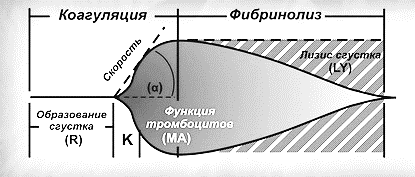 Коагуляция
Фибринолиз
Скорость
(α)
Лизис сгустка
(LY)
Образование
сгустка
(R)
K
Функция
тромбоцитов
(MA)